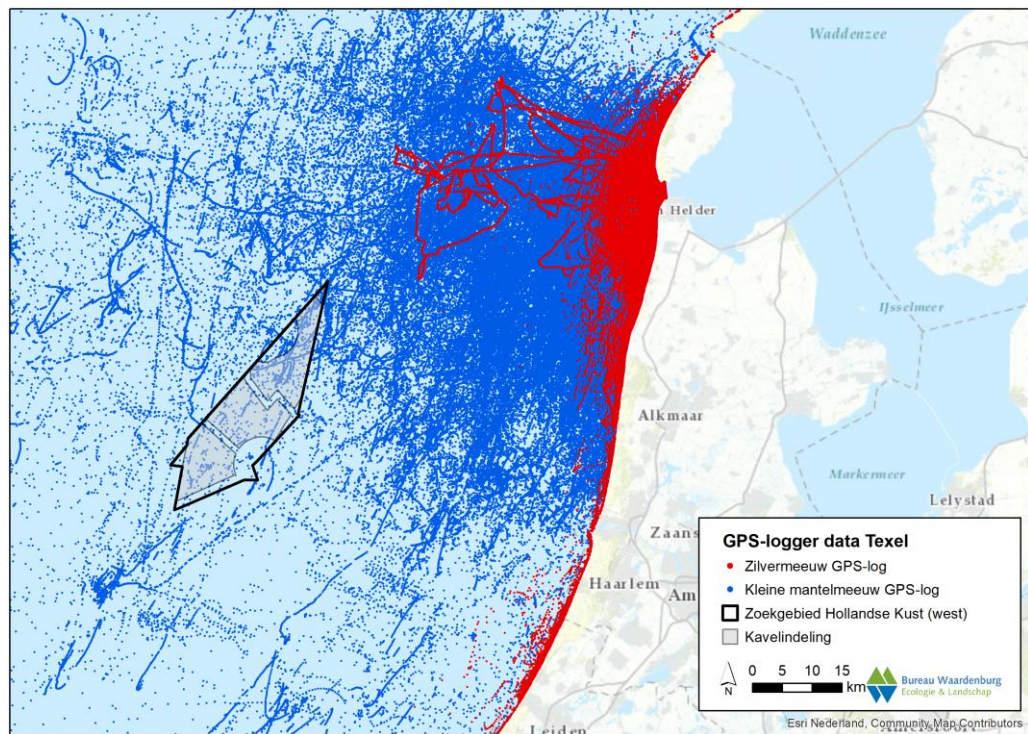 Waddenzee
n Helder
IJsselmeer
Alkmaar
Markermeer
Lelystad
Zaans
Haarlem
Am
Leiden
GPS-logger data Texel
Zilvermeeuw GPS-log
Kleine mantelmeeuw GPS-log
Zoekgebied Hollandse Kust (west)
Kavelindeling
0 5 10 15
km
N
Bureau Waardenburg
Ecologie & Landschap
Esri Nederland, Community Map Contributors